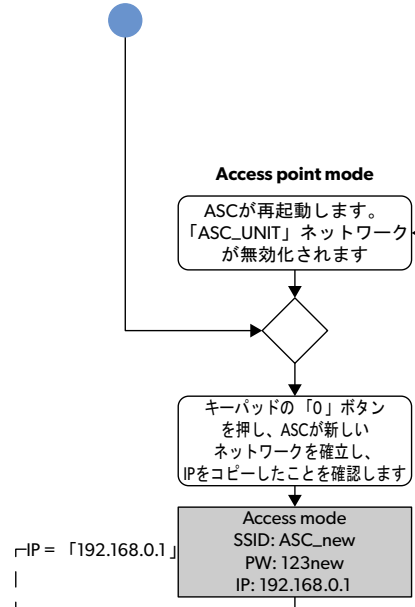 Access point mode
ASCが再起動します。
「ASC_UNIT」ネットワーク
が無効化されます
キーパッドの「0」ボタン
を押し、ASCが新しい
ネットワークを確立し、
IPをコピーしたことを確認します
Access mode
SSID: ASC_new
PW: 123new
IP: 192.168.0.1
IP = 「192.168.0.1」